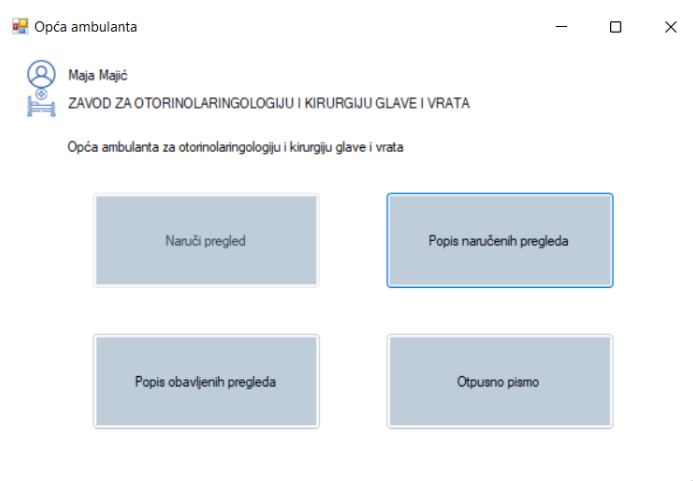 Opća ambulanta
Maja Majić
ZAVOD ZA OTORINOLARINGOLOGIJU I KIRURGIJU GLAVE I VRATA
Opća ambulanta za otorinolaringologiju i kirurgiju glave i vrata
Naruči pregled
Popis naručenih pregleda
Popis obavljenih pregleda
Otpusno pismo